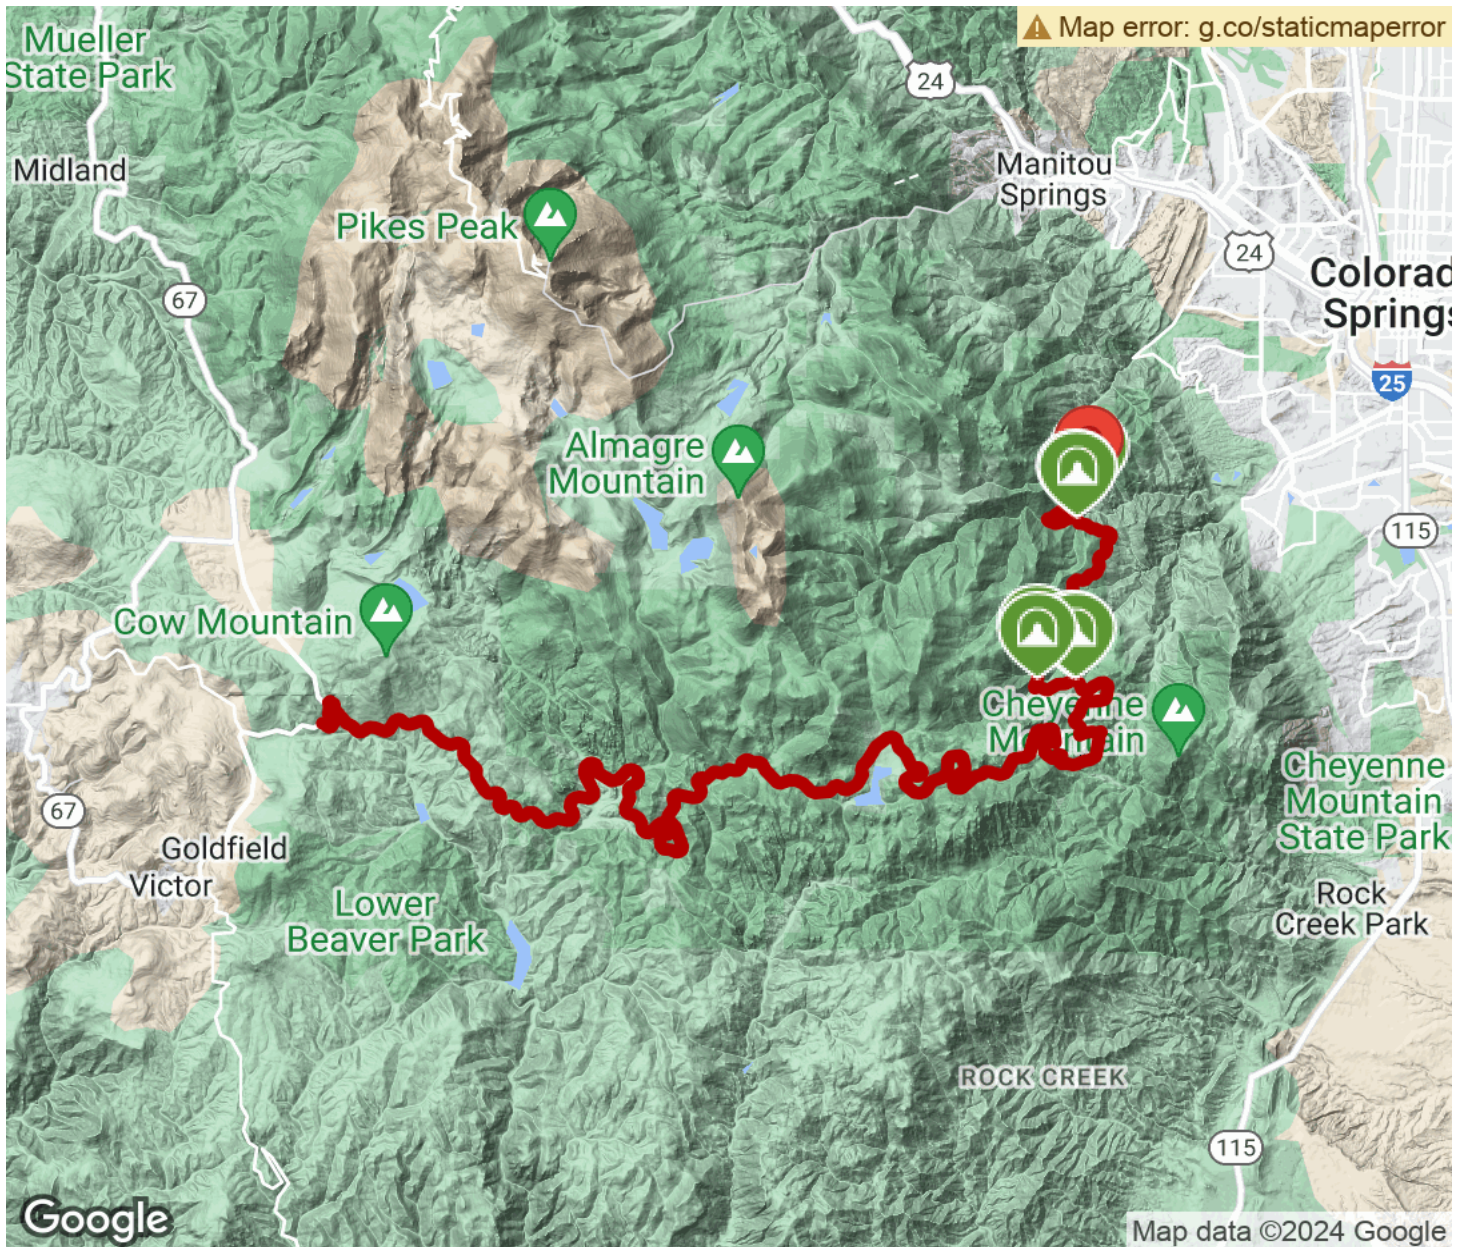 Map error: g.co/staticmaperror
Mueller
State Park
24
Midland
Manitou
Springs
Pikes Peak
24
67
Colorad
Springs
25
Almagre
Mountain
115
Cow Mountain
Cheyenne
Mountain
Cheyenne
Mountain
State Park
67
Goldfield
Victor
Rock
Creek Park
Lower
Beaver Park
ROCK CREEK
115
Google
Map data ©2024 Google